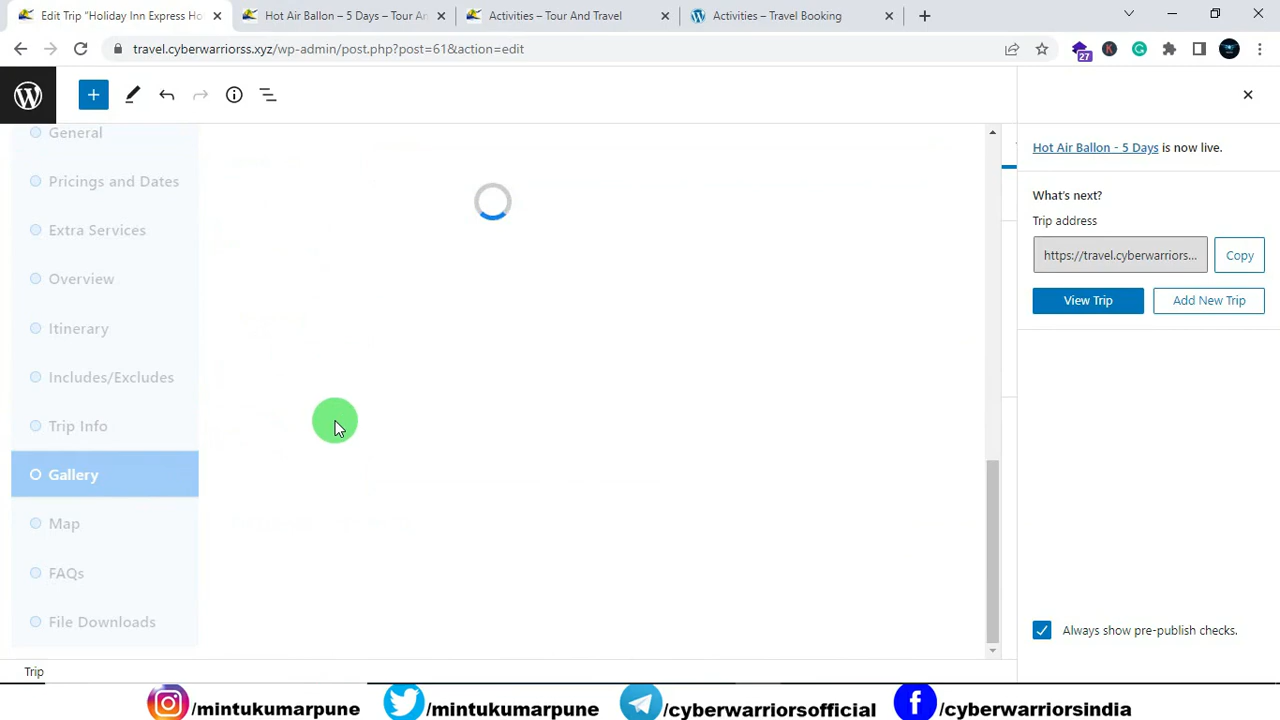 Edit Trip "Holiday Inn Express Ho
Hot Air Ballon – 5 Days – Tour Ar
Activities – Tour And Travel
Activities – Travel Booking
travel.cyberwarriorss.xyz/wp-admin/post.php?post=61&action=edit
27
General
Pricings and Dates
Extra Services
Overview
Itinerary
Includes/Excludes
Trip Info
Gallery
Map
FAQs
File Downloads
Trip
Hot Air Ballon - 5 Days is now live.
What's next?
Trip address
https://travel.cyberwarriors...
Copy
View Trip
Add New Trip
Always show pre-publish checks.
/mintukumarpune
/mintukumarpune
/cyberwarriorsofficial
/cyberwarriorsindia